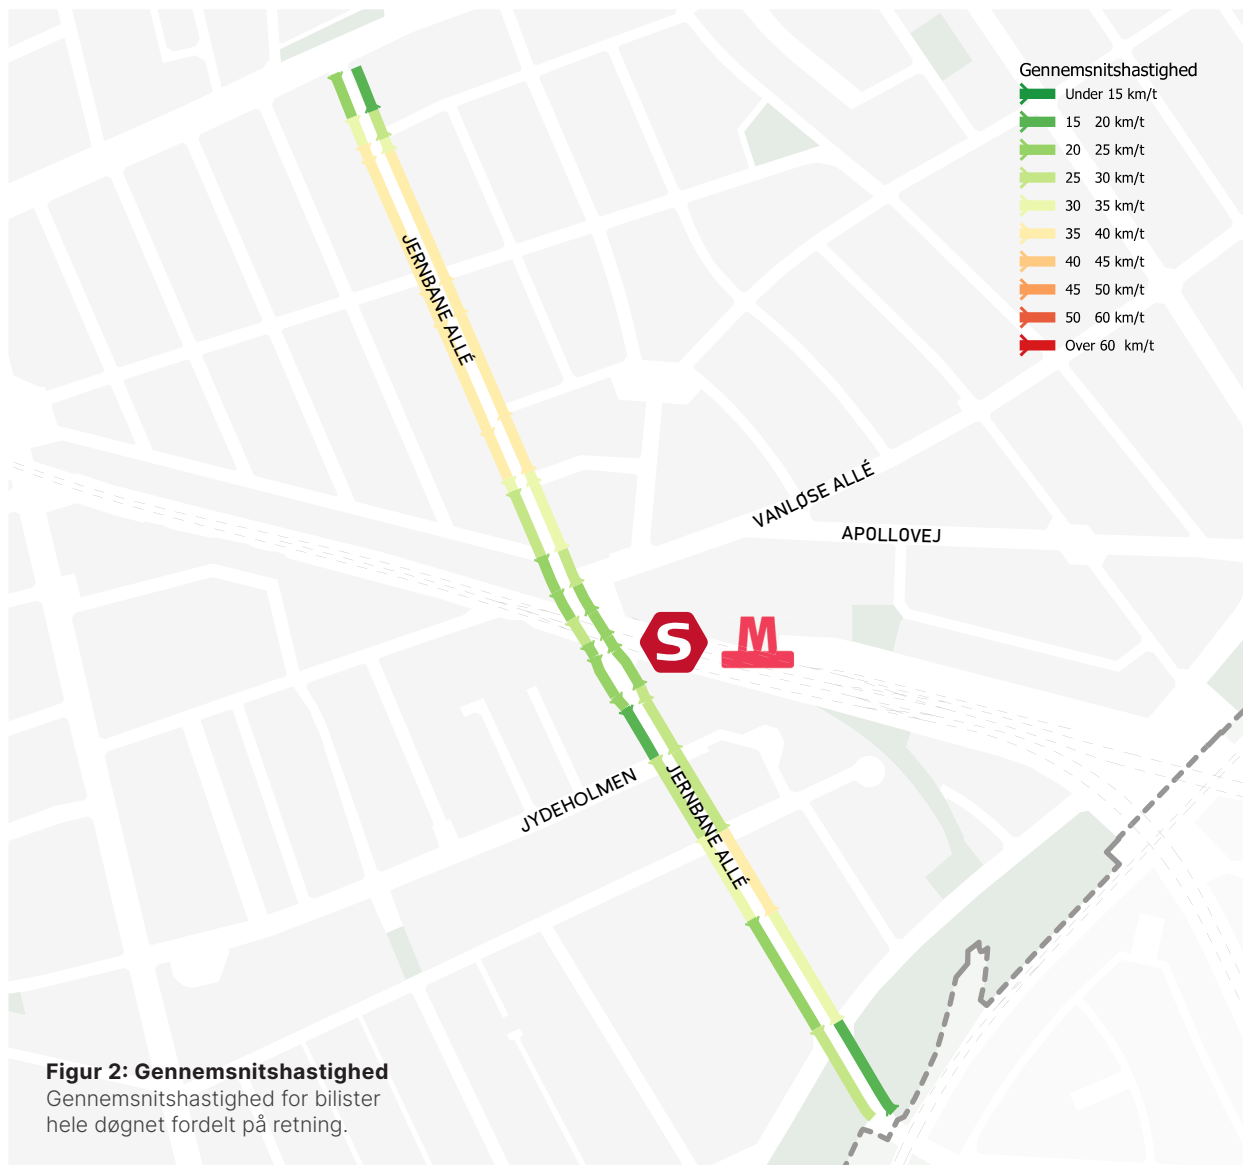 Gennemsnitshastighed
Under 15 km/t
15 20 km/t
20 25 km/t
25 30 km/t
30 35 km/t
35 40 km/t
40 45 km/t
45 50 km/t
50 60 km/t
Over 60 km/t
JERNBANE ALLÉ
VANLØSE ALLÉ
APOLLOVEJ
S
M
JYDEHOLMEN
JERNBANE ALLÉ
Figur 2: Gennemsnitshastighed
Gennemsnitshastighed for bilister
hele døgnet fordelt på retning.